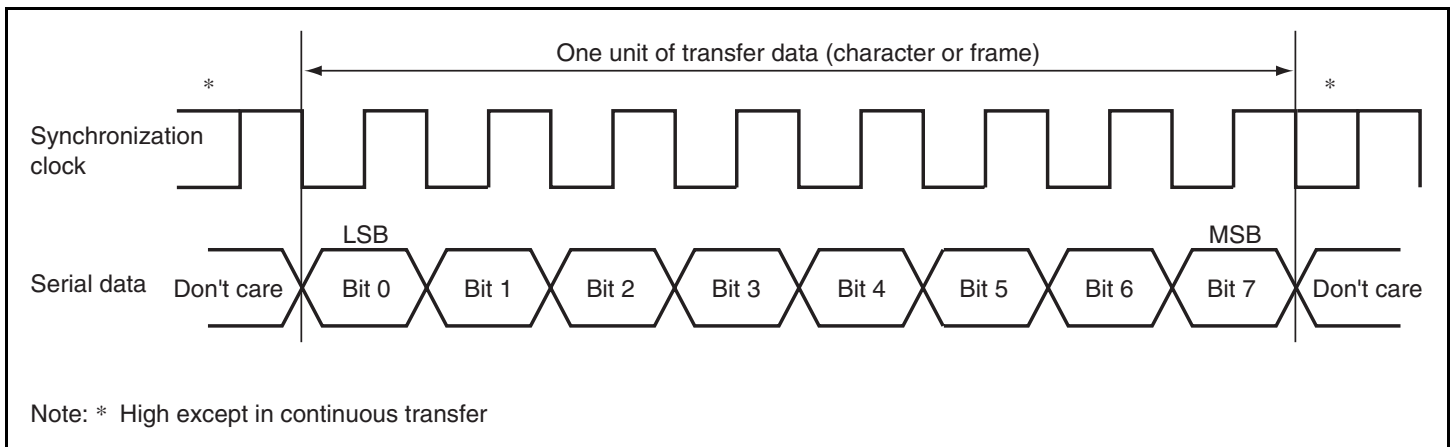 One unit of transfer data (character or frame)
* *
Synchronization
clock
LSB MSB
Serial data Don't care Bit 0 Bit 1 Bit 2 Bit 3 Bit 4 Bit 5 Bit 6 Bit 7 Don't care
Note: * High except in continuous transfer